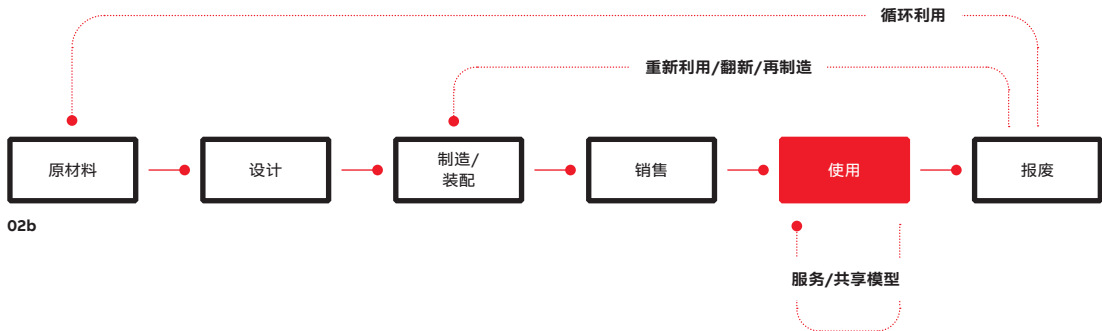 循环利用
重新利用/翻新/再制造
原材料
设计
制造/
装配
销售
使用
报废
02b
服务/共享模型